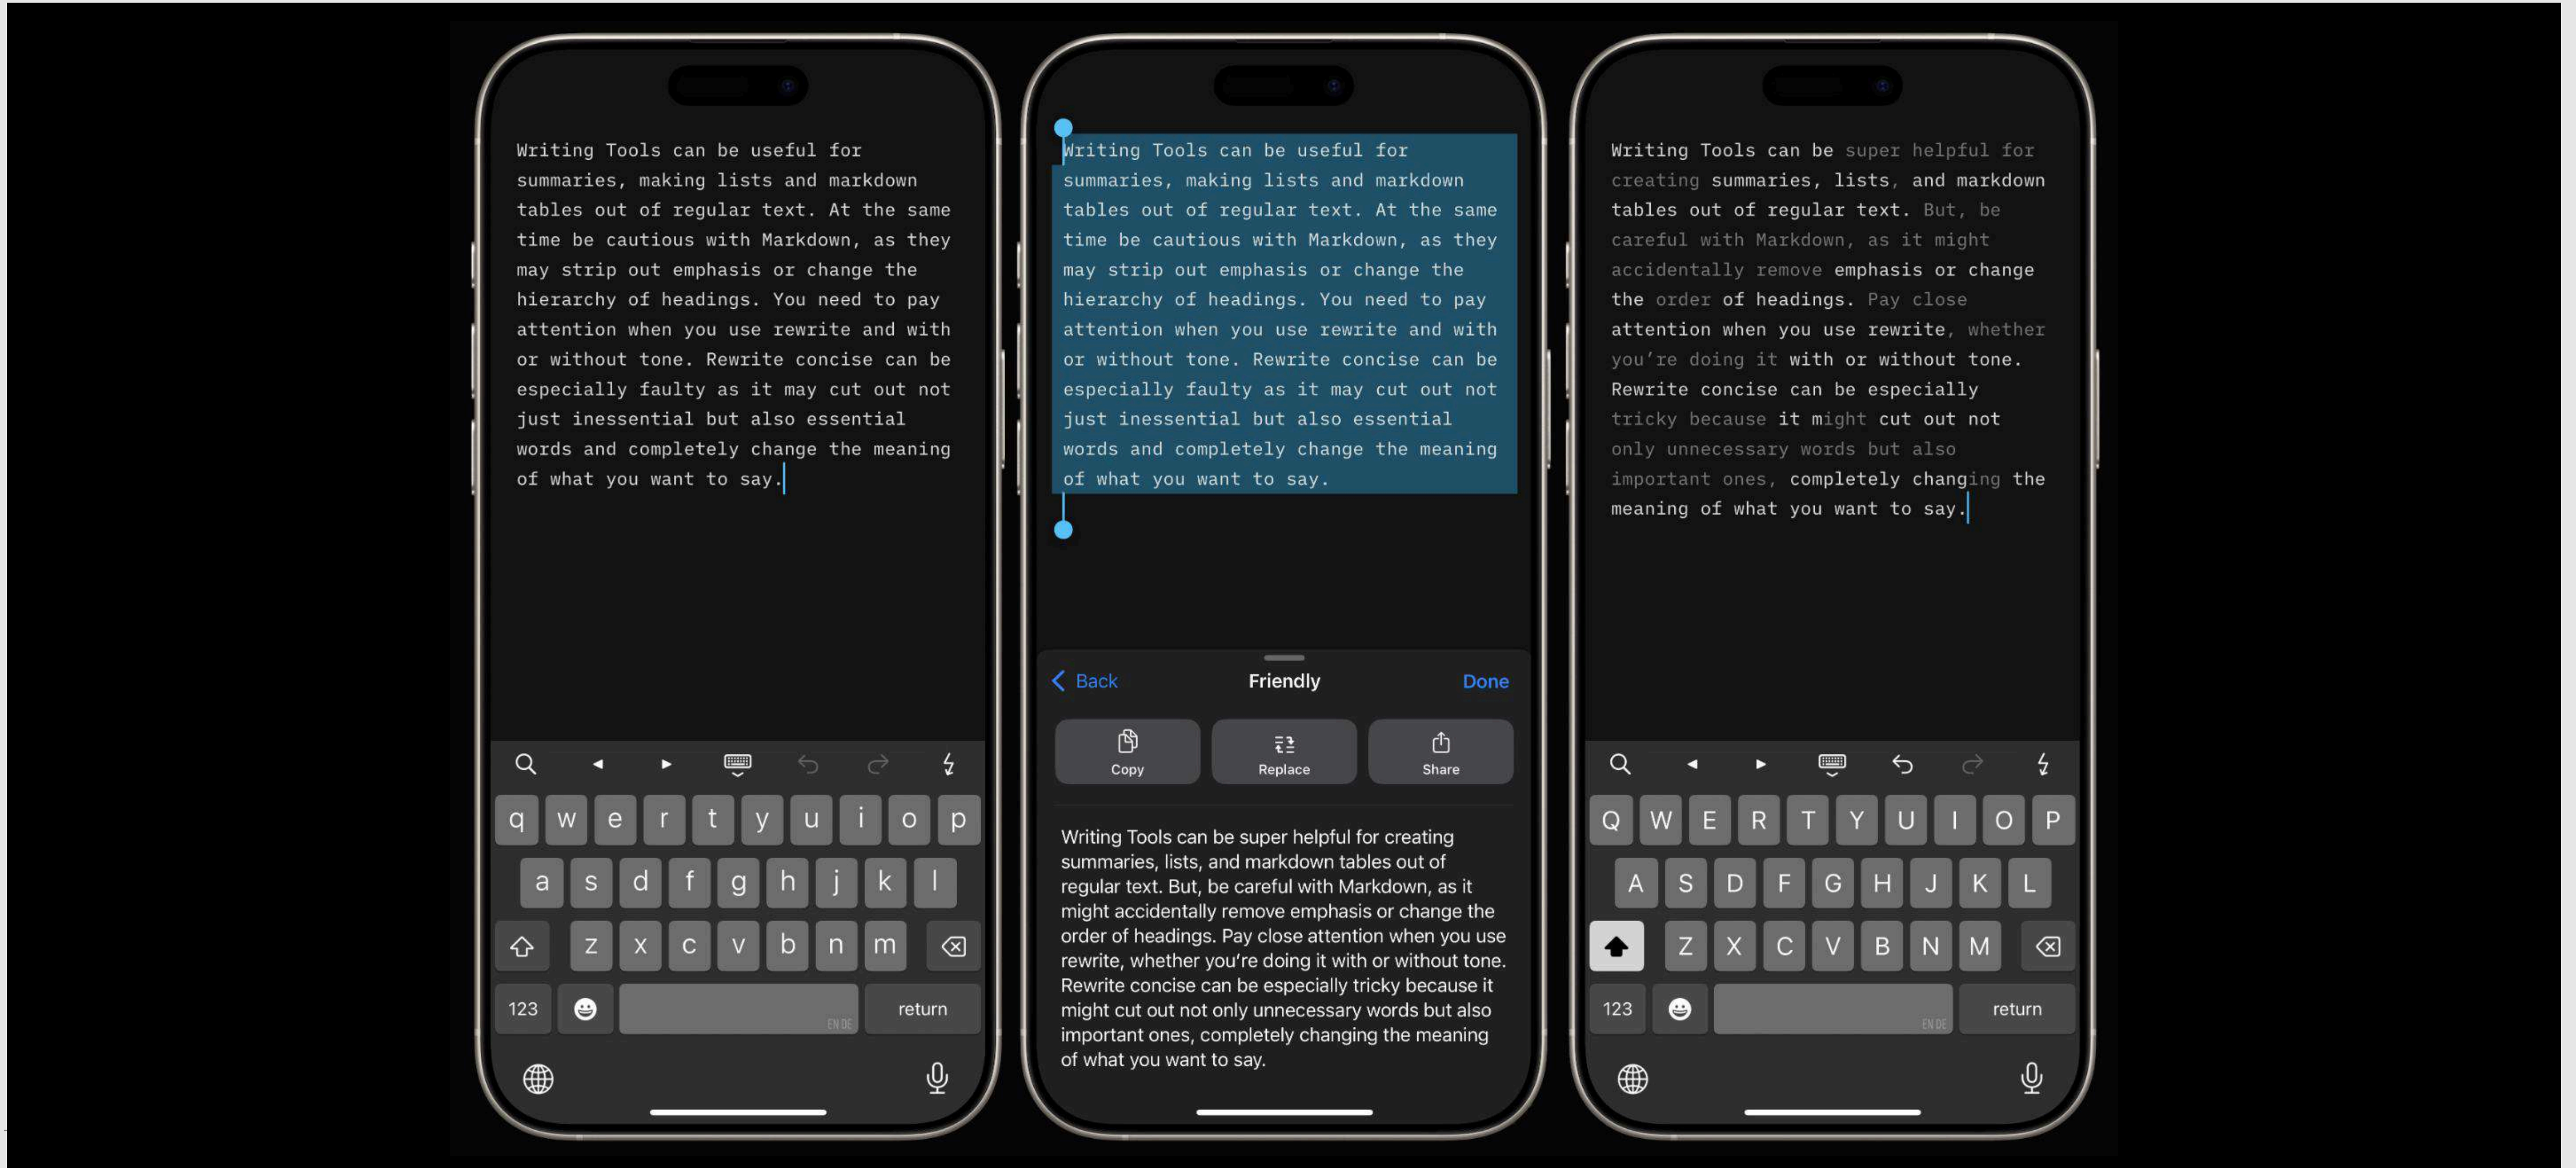 Writing Tools can be useful for
summaries, making lists and markdown
tables out of regular text. At the same
time be cautious with Markdown, as they
may strip out emphasis or change the
hierarchy of headings. You need to pay
attention when you use rewrite and with
or without tone. Rewrite concise can be
especially faulty as it may cut out not
just inessential but also essential
words and completely change the meaning
of what you want to say.
q w e r t y u i o p
a s d f g h j k l
z x c v b n m
123
EN DE
return
Writing Tools can be useful for
summaries, making lists and markdown
tables out of regular text. At the same
time be cautious with Markdown, as they
may strip out emphasis or change the
hierarchy of headings. You need to pay
attention when you use rewrite and with
or without tone. Rewrite concise can be
especially faulty as it may cut out not
just inessential but also essential
words and completely change the meaning
of what you want to say.
Back
Friendly
Done
Copy
Replace
Share
Writing Tools can be super helpful for creating
summaries, lists, and markdown tables out of
regular text. But, be careful with Markdown, as it
might accidentally remove emphasis or change the
order of headings. Pay close attention when you use
rewrite, whether you’re doing it with or without tone.
Rewrite concise can be especially tricky because it
might cut out not only unnecessary words but also
important ones, completely changing the meaning
of what you want to say.
Writing Tools can be super helpful for
creating summaries, lists, and markdown
tables out of regular text. But, be
careful with Markdown, as it might
accidentally remove emphasis or change
the order of headings. Pay close
attention when you use rewrite, whether
you’re doing it with or without tone.
Rewrite concise can be especially
tricky because it might cut out not
only unnecessary words but also
important ones, completely changing the
meaning of what you want to say.
Q W E R T Y U I O P
A S D F G H J K L
Z X C V B N M
123
EN DE
return